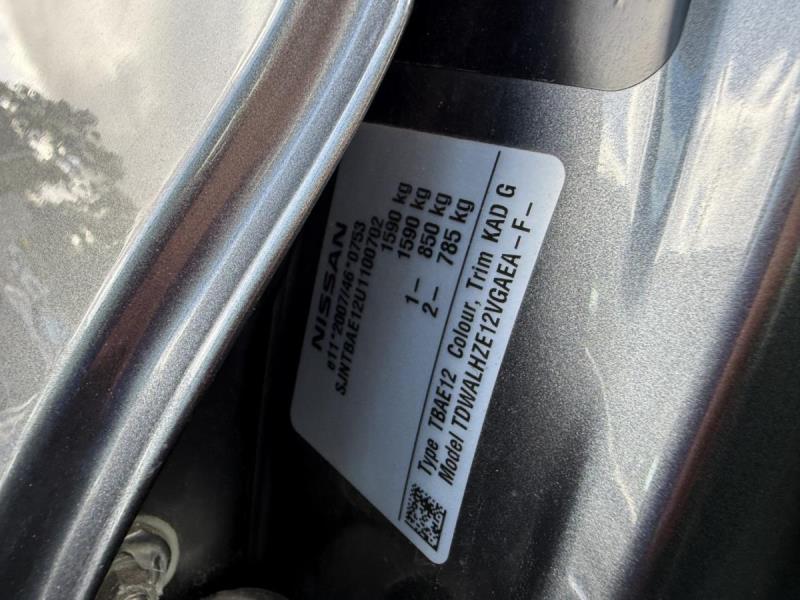 NISSAN
e11*2007/46*0753
SJNTBAE12U1100702
1590 kg
1590 kg
1– 850 kg
2– 785 kg
Type TBAE12 Colour, Trim KAD G
Model TDWALHZE12VGAEA–F–